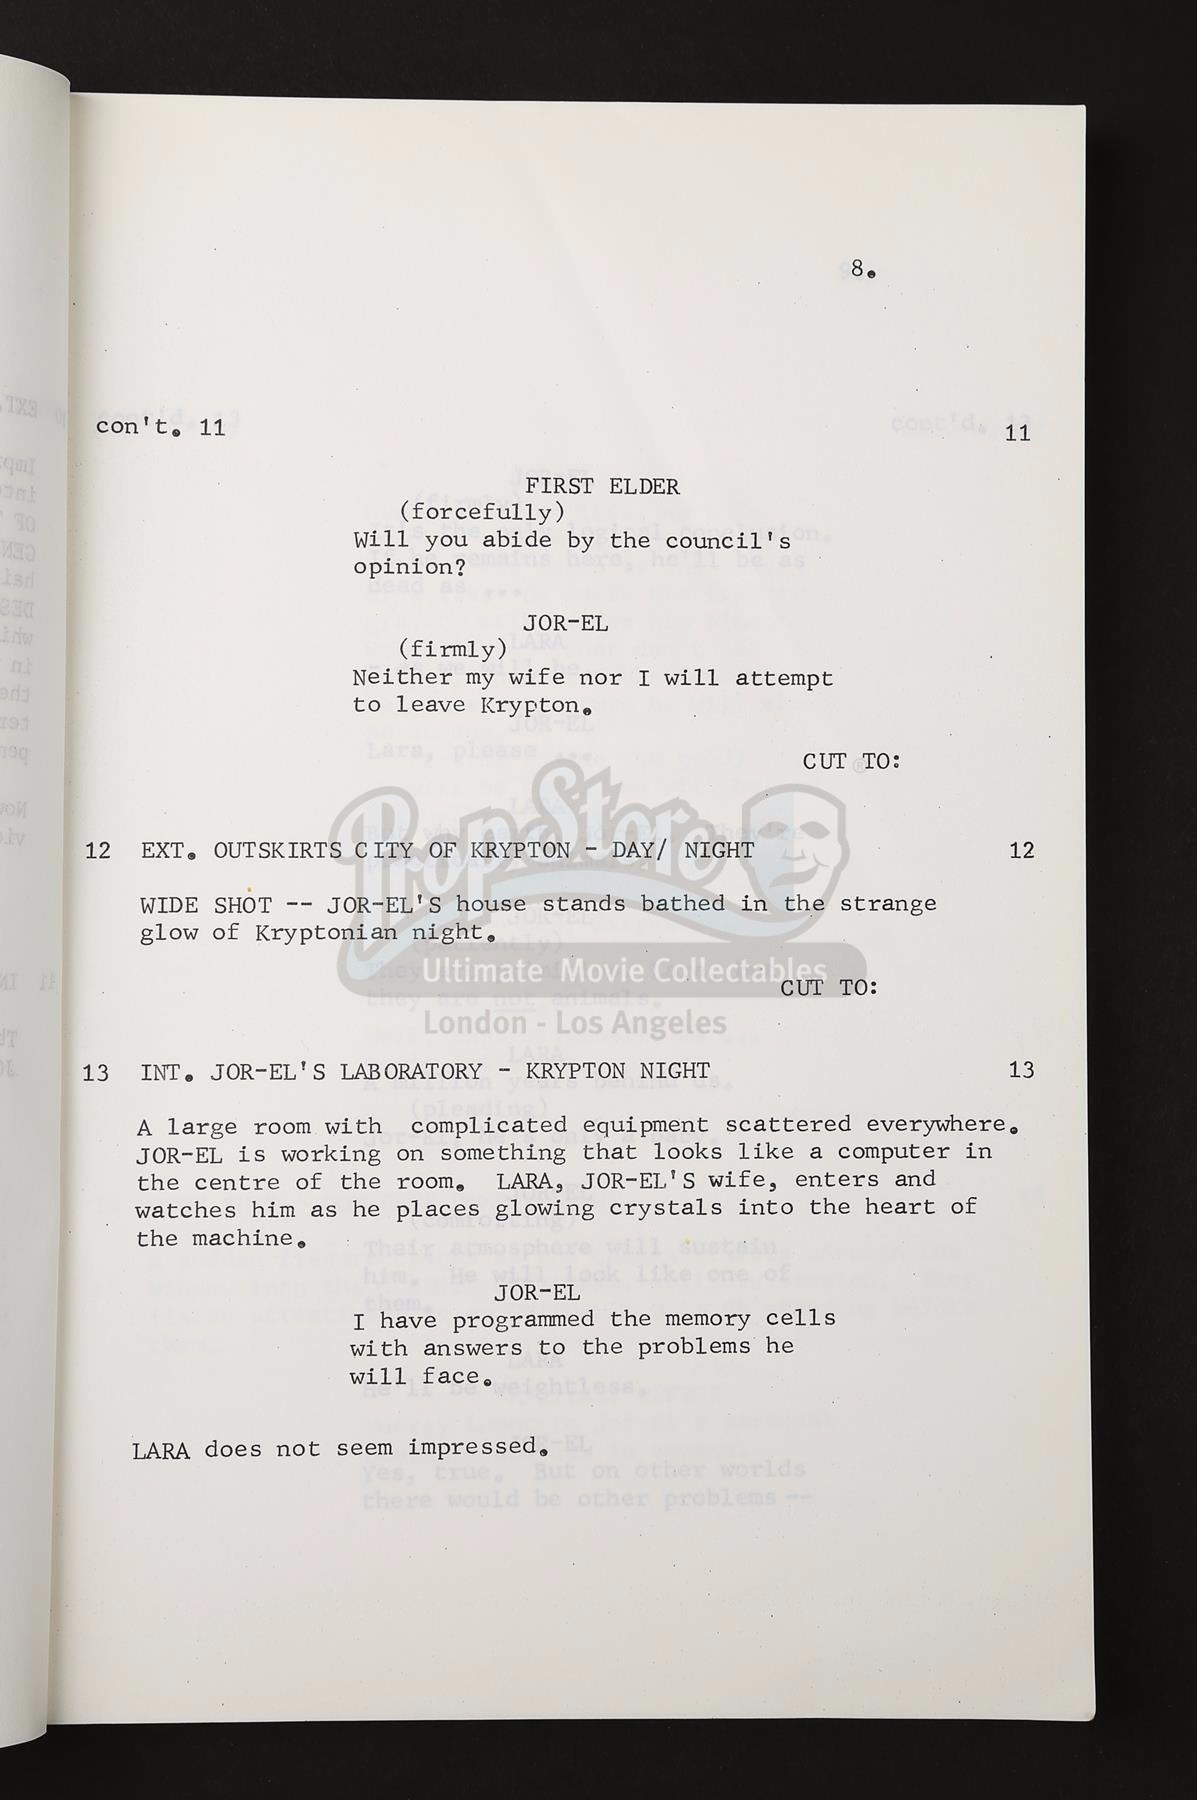 8.
con't. 11 11
FIRST ELDER
(forcefully)
Will you abide by the council's
opinion?
JOR-EL
(firmly)
Neither my wife nor I will attempt
to leave Krypton.
CUT TO:
12 EXT. OUTSKIRTS CITY OF KRYPTON - DAY/ NIGHT 12
WIDE SHOT -- JOR-EL'S house stands bathed in the strange
glow of Kryptonian night.
CUT TO:
PropStore
Ultimate Movie Collectables
London - Los Angeles
13 INT. JOR-EL'S LABORATORY - KRYPTON NIGHT 13
A large room with complicated equipment scattered everywhere.
JOR-EL is working on something that looks like a computer in
the centre of the room. LARA, JOR-EL'S wife, enters and
watches him as he places glowing crystals into the heart of
the machine.
JOR-EL
I have programmed the memory cells
with answers to the problems he
will face.
LARA does not seem impressed.